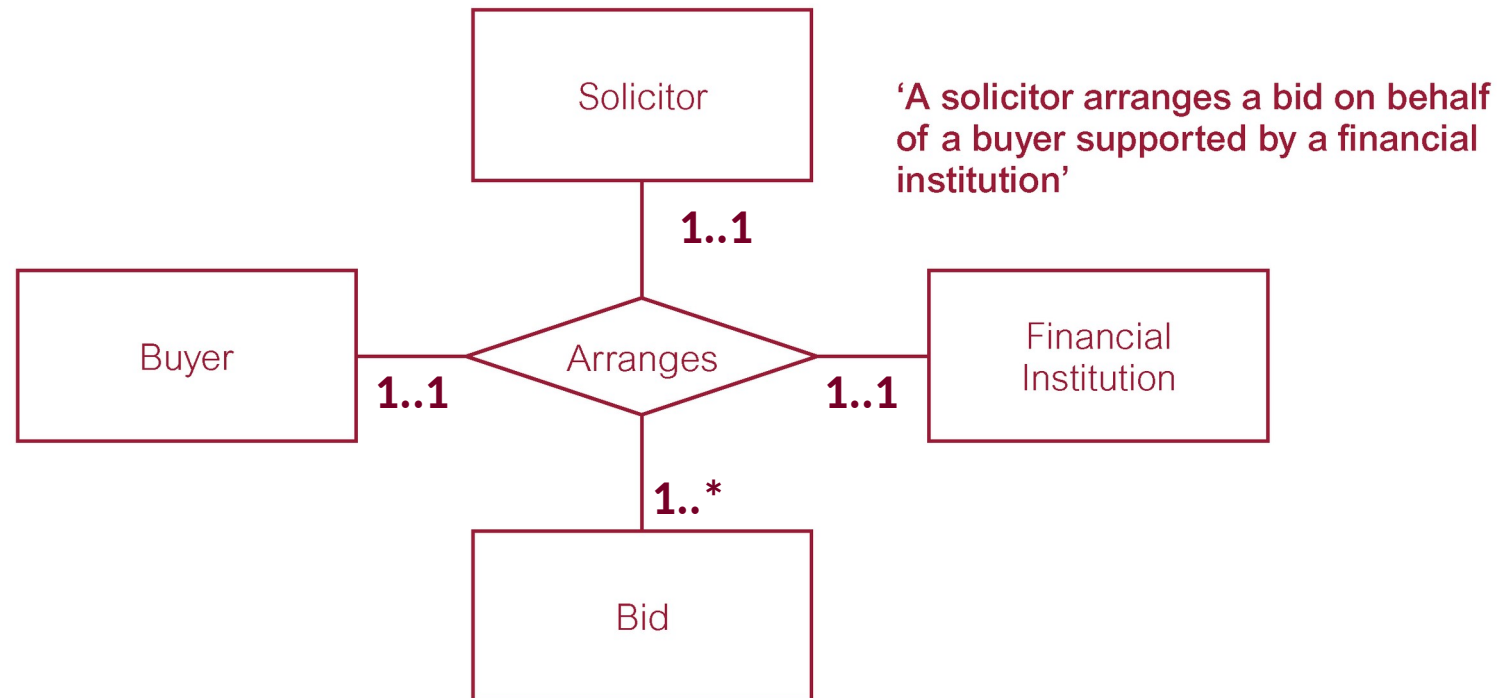 Solicitor
‘A solicitor arranges a bid on behalf
of a buyer supported by a financial
institution’
1..1
Buyer
Arranges
Financial
Institution
1..1
1..1
1..*
Bid